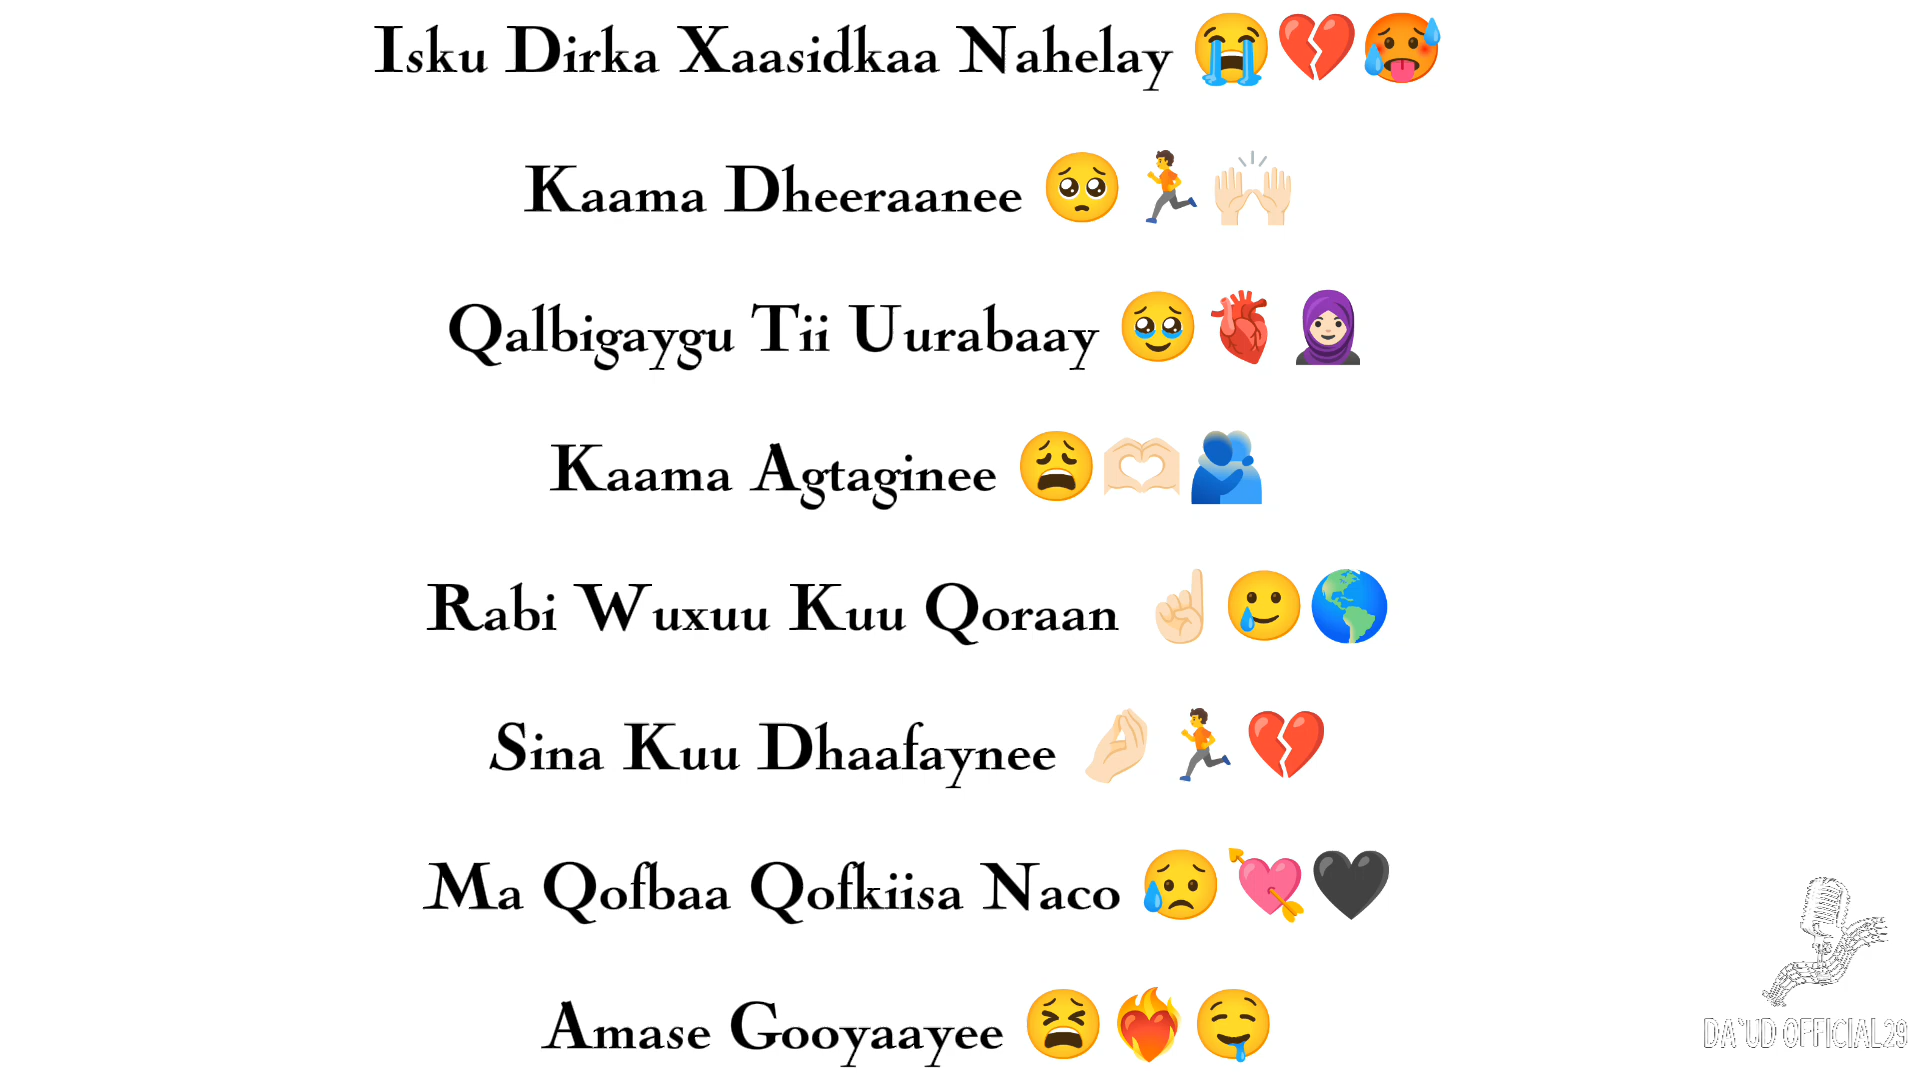 Isku Dirka Xaasidkaa Nahelay 😭💔🥵
Kaama Dheeraanee 🥺🏃🙌🏻
Qalbigaygu Tii Uurabaay 🥹🫀🧕🏻
Kaama Agtaginee 😩🫶🏻🫂
Rabi Wuxuu Kuu Qoraan ☝🏻🥲🌎
Sina Kuu Dhaafaynee 🤌🏻🏃💔
Ma Qofbaa Qofkiisa Naco 😥💘🖤
Amase Gooyaayee 😫❤️‍🔥🤤
DA`UD OFFICIAL29